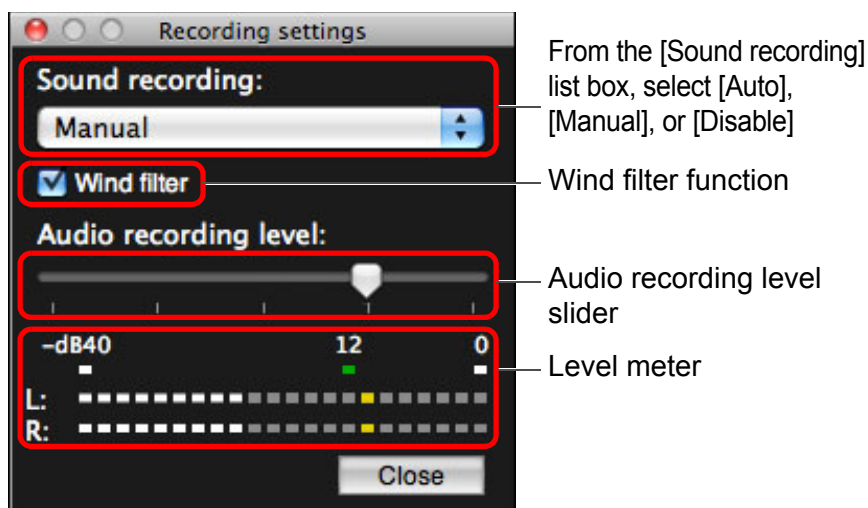 Recording settings
Sound recording:
Manual
Wind filter
Audio recording level:
-dB40 12 0
L:
R:
Close
From the [Sound recording]
list box, select [Auto],
[Manual], or [Disable]
Wind filter function
Audio recording level
slider
Level meter